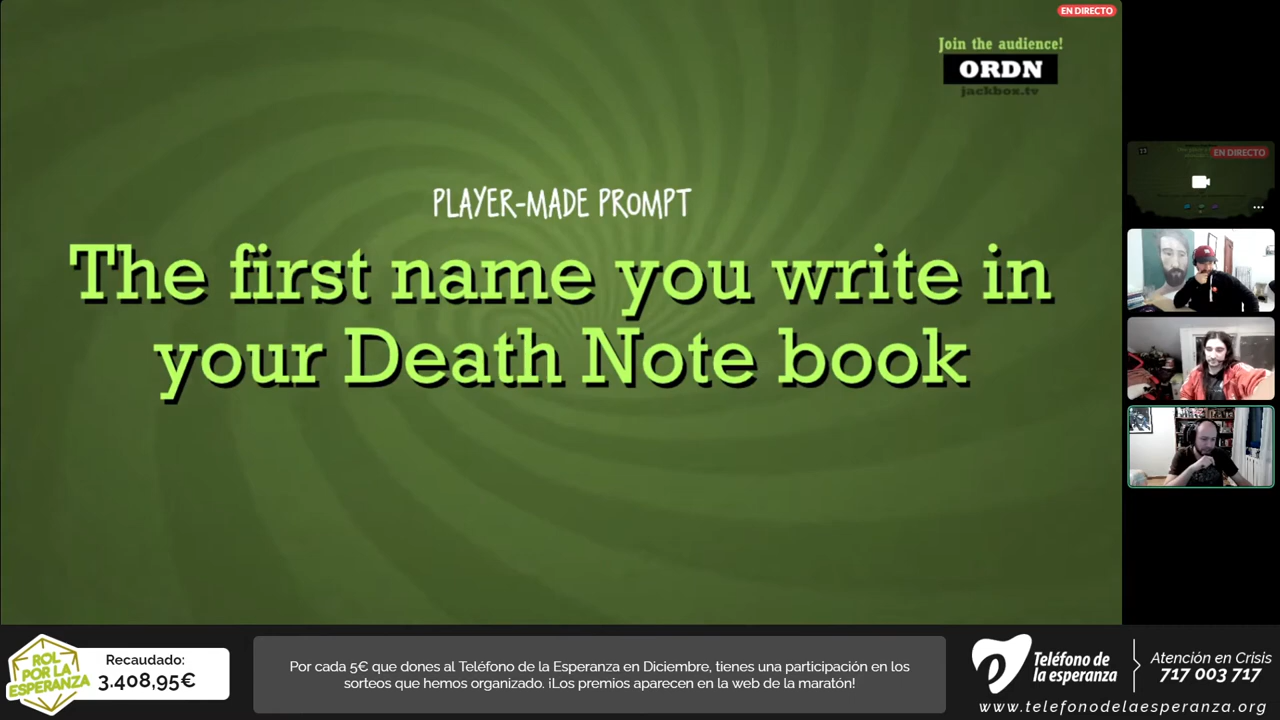 EN DIRECTO
Join the audience!
ORDN
jackbox.tv
PLAYER-MADE PROMPT
The first name you write in
your Death Note book
13
EN DIRECTO
ROL
POR LA
ESPERANZA
Recaudado:
3.408,95€
Por cada 5€ que dones al Teléfono de la Esperanza en Diciembre, tienes una participación en los
sorteos que hemos organizado. ¡Los premios aparecen en la web de la maratón!
Teléfono de
la esperanza
Atención en Crisis
717 003 717
www.telefonodelaesperanza.org